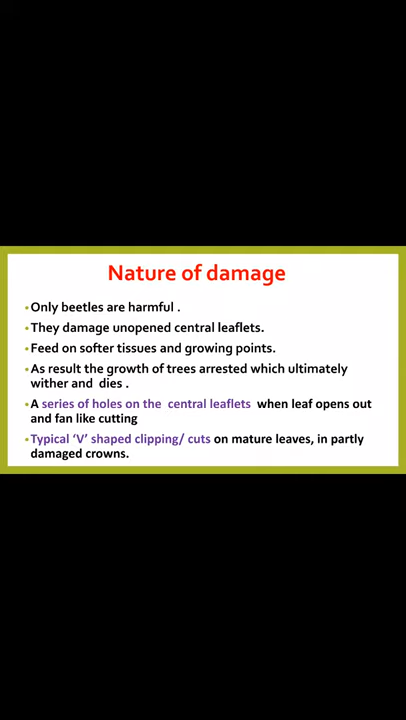 Nature of damage
•Only beetles are harmful .
•They damage unopened central leaflets.
•Feed on softer tissues and growing points.
•As result the growth of trees arrested which ultimately
wither and dies .
•A series of holes on the central leaflets when leaf opens out
and fan like cutting
•Typical ‘V’ shaped clipping/ cuts on mature leaves, in partly
damaged crowns.